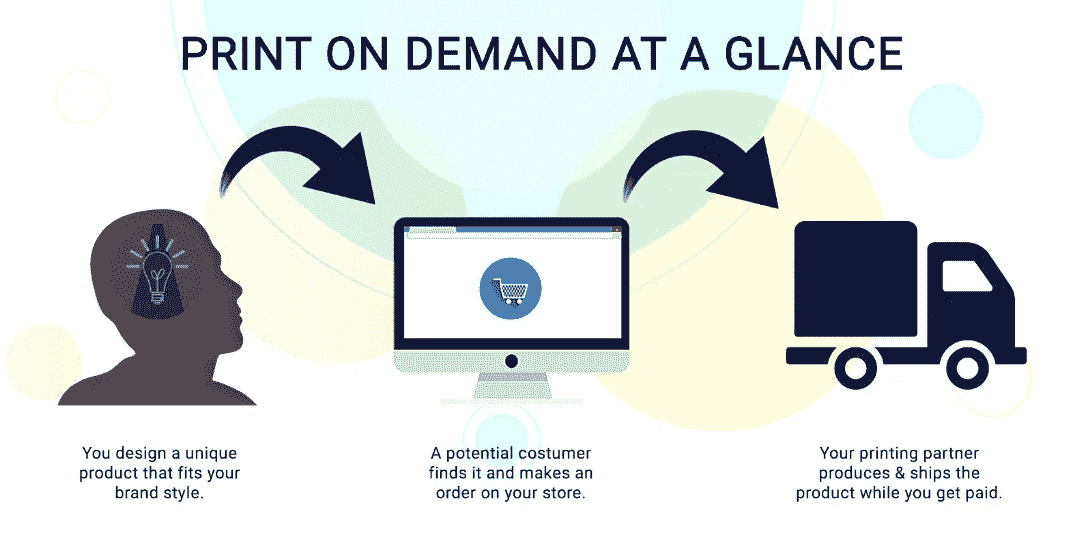 PRINT ON DEMAND AT A GLANCE
You design a unique
product that fits your
brand style.
A potential costumer
finds it and makes an
order on your store.
Your printing partner
produces & ships the
product while you get paid.